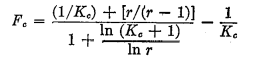 F_c = \frac{(1/K_c) + [r/(r - 1)]}{1 + \frac{\ln (K_c + 1)}{\ln r}} - \frac{1}{K_c}